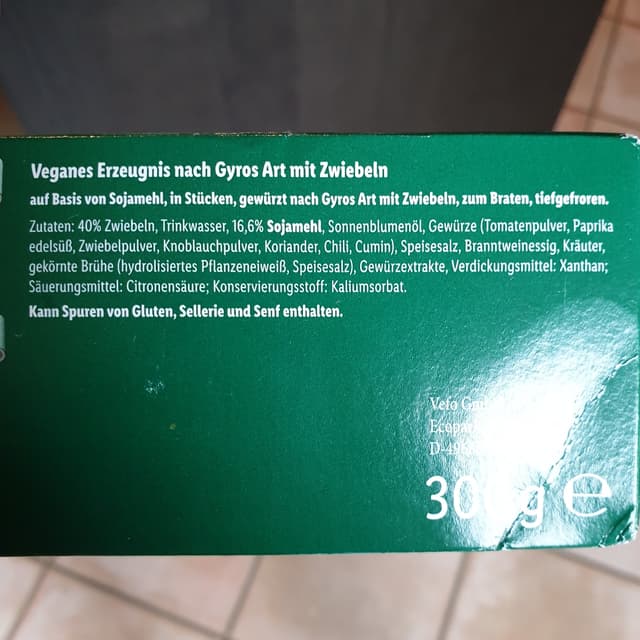 Veganes Erzeugnis nach Gyros Art mit Zwiebeln
auf Basis von Sojamehl, in Stücken, gewürzt nach Gyros Art mit Zwiebeln, zum Braten, tiefgefroren.
Zutaten: 40% Zwiebeln, Trinkwasser, 16,6% Sojamehl, Sonnenblumenöl, Gewürze (Tomatenpulver, Paprika
edelsüß, Zwiebelpulver, Knoblauchpulver, Koriander, Chili, Cumin), Speisesalz, Branntweinessig, Kräuter,
gekörnte Brühe (hydrolisiertes Pflanzeneiweiß, Speisesalz), Gewürzextrakte, Verdickungsmittel: Xanthan;
Säuerungsmittel: Citronensäure; Konservierungsstoff: Kaliumsorbat.
Kann Spuren von Gluten, Sellerie und Senf enthalten.
Vefo
g e